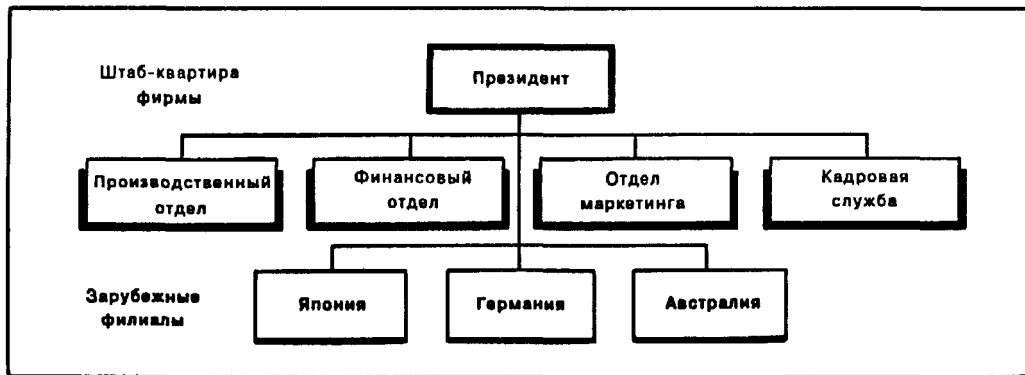 Штаб-квартира
фирмы
Президент
Производственный
отдел
Финансовый
отдел
Отдел
маркетинга
Кадровая
служба
Зарубежные
филиалы
Япония
Германия
Австралия